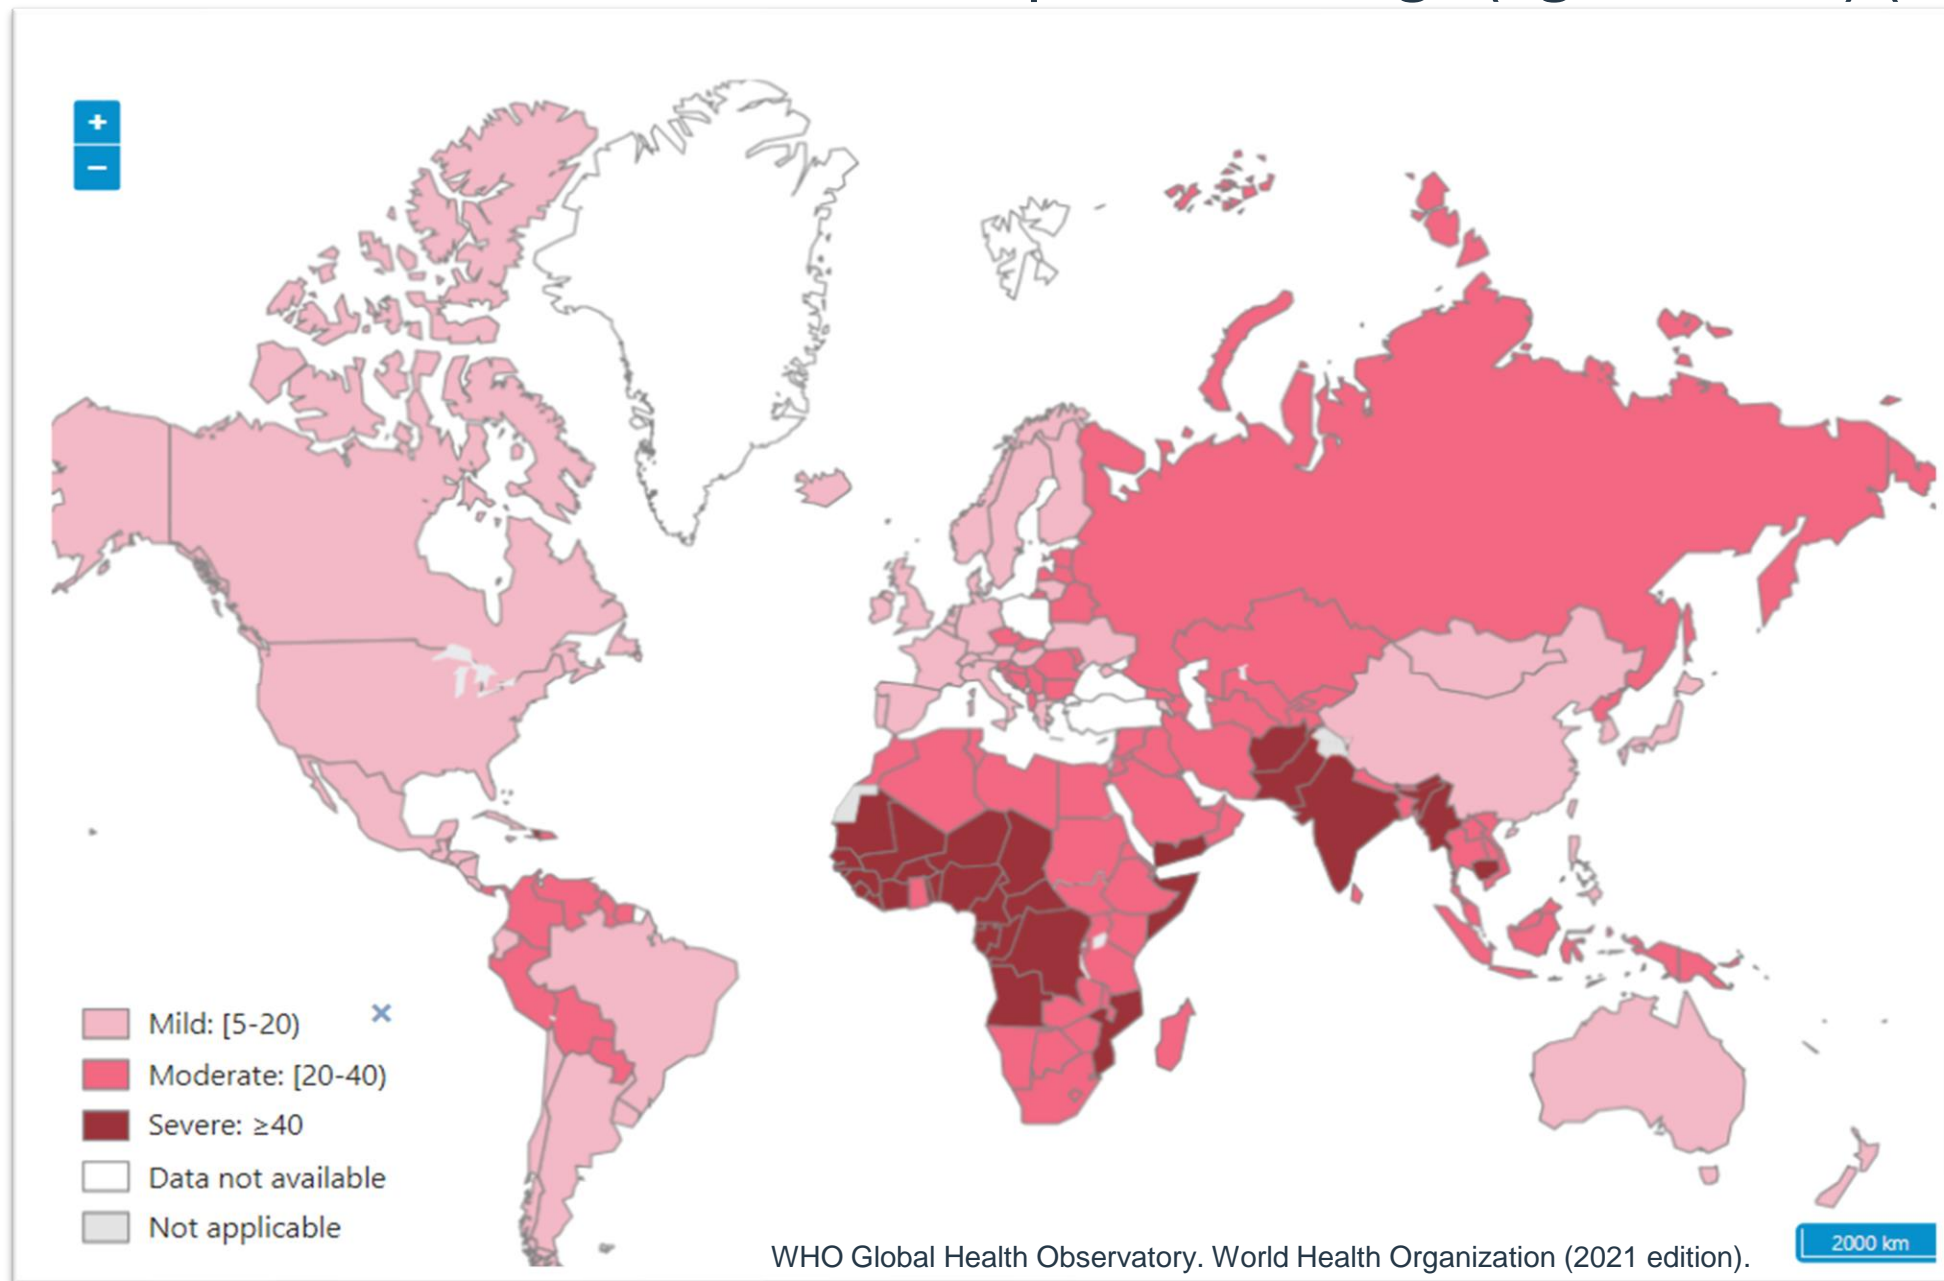 +
−
Mild: [5-20)
Moderate: [20-40)
Severe: ≥40
Data not available
Not applicable
WHO Global Health Observatory. World Health Organization (2021 edition).
2000 km